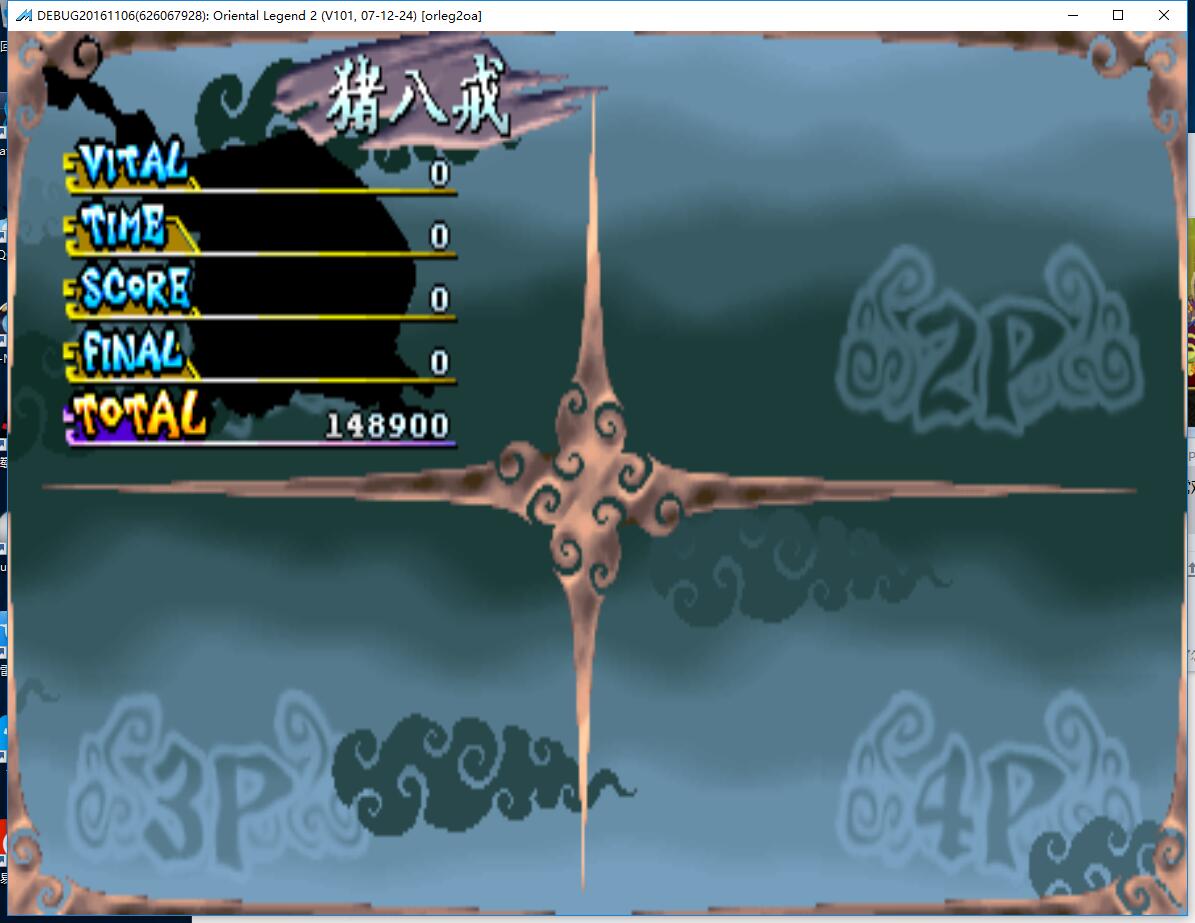 DEBUG20161106(626067928): Oriental Legend 2 (V101, 07-12-24) [orleg2oa]
猪八戒
VITAL 0
TIME 0
SCORE 0
FINAL 0
TOTAL 148900
2P
3P
4P